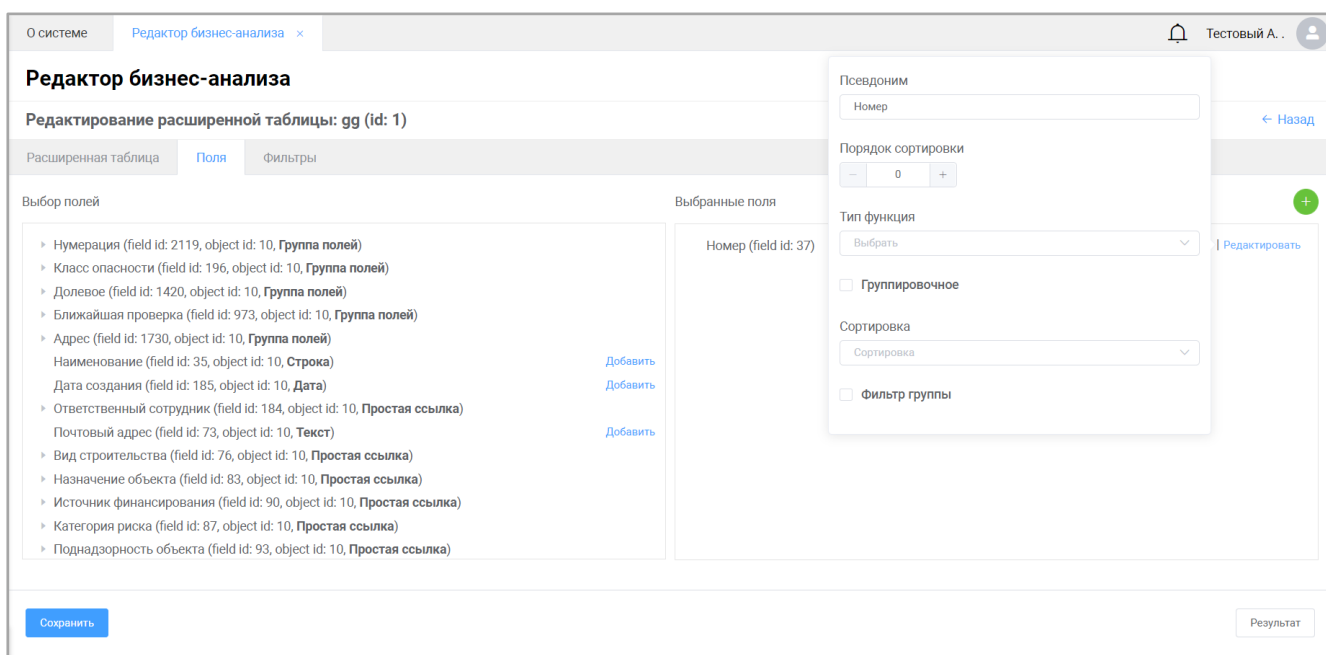 О системе
Редактор бизнес-анализа ×
Тестовый А. .
Редактор бизнес-анализа
Редактирование расширенной таблицы: gg (id: 1)
← Назад
Расширенная таблица
Поля
Фильтры
Выбор полей
Нумерация (field id: 2119, object id: 10, Группа полей)
Класс опасности (field id: 196, object id: 10, Группа полей)
Долевое (field id: 1420, object id: 10, Группа полей)
Ближайшая проверка (field id: 973, object id: 10, Группа полей)
Адрес (field id: 1730, object id: 10, Группа полей)
Наименование (field id: 35, object id: 10, Строка) Добавить
Дата создания (field id: 185, object id: 10, Дата) Добавить
Ответственный сотрудник (field id: 184, object id: 10, Простая ссылка)
Почтовый адрес (field id: 73, object id: 10, Текст) Добавить
Вид строительства (field id: 76, object id: 10, Простая ссылка)
Назначение объекта (field id: 83, object id: 10, Простая ссылка)
Источник финансирования (field id: 90, object id: 10, Простая ссылка)
Категория риска (field id: 87, object id: 10, Простая ссылка)
Поднадзорность объекта (field id: 93, object id: 10, Простая ссылка)
Выбранные поля
+
Номер (field id: 37)
| Редактировать
Псевдоним
Номер
Порядок сортировки
− 0 +
Тип функция
Выбрать
Группировочное
Сортировка
Сортировка
Фильтр группы
Сохранить
Результат